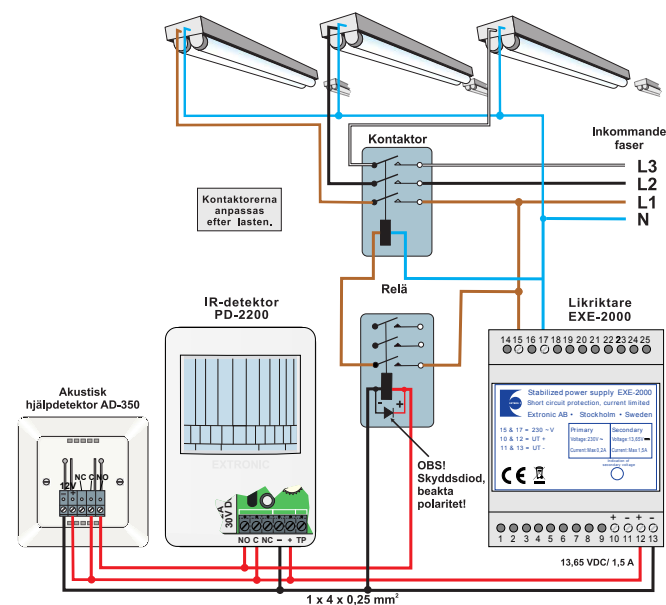 Kontaktor
Inkommande
faser
L3
L2
L1
N
Kontaktorerna
anpassas
efter lasten.
Relä
IR-detektor
PD-2200
Likriktare
EXE-2000
14 15 16 17 18 19 20 21 22 23 24 25
Akustisk
hjälpdetektor AD-350
EXTRONIC
Stabilized power supply EXE-2000
Short circuit protection, current limited
Extronic AB • Stockholm • Sweden
15 & 17 = 230 ~ V
10 & 12 = UT +
11 & 13 = UT -
Primary
Voltage:230V ~
Current:Max 0,2A
Secondary
Voltage:13,65V
Current:Max 1,5A
Indication of
secondary voltage
CE
- +
OBS!
Skyddsdiod,
beakta
polaritet!
12V
NC C NO
- +
30V D.
A
NO C NC - + TP
+ - - + -
1 2 3 4 5 6 7 8 9 10 11 12 13
13,65 VDC/ 1,5 A
1 x 4 x 0,25 mm²